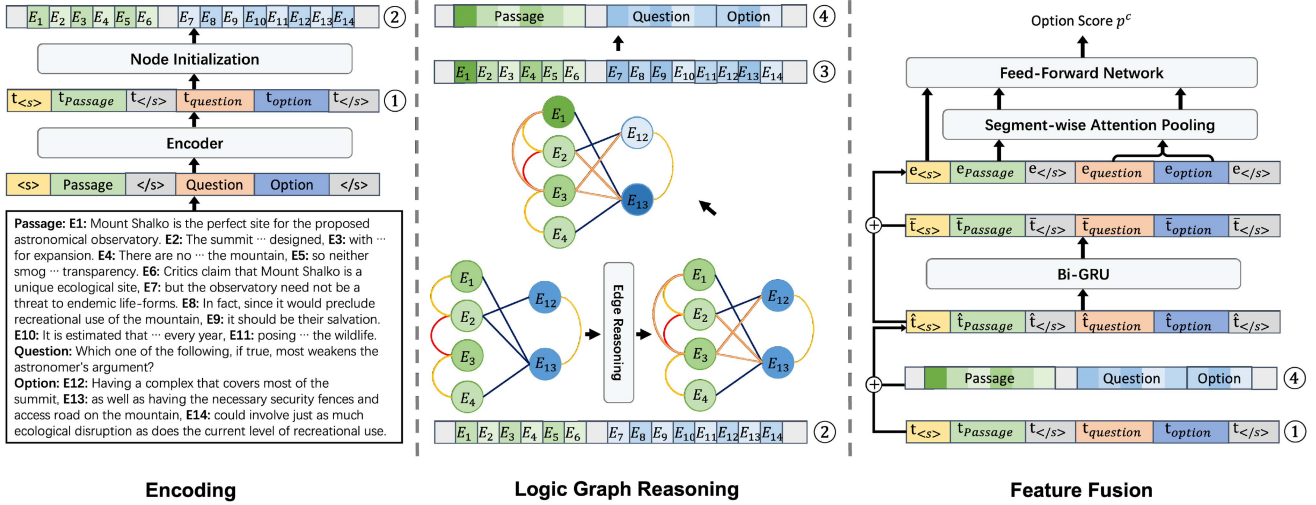 E1 E2 E3 E4 E5 E6 E7 E8 E9 E10 E11 E12 E13 E14 ②
Node Initialization
t<s> tPassage t</s> tquestion toption t</s> ①
Encoder
<s> Passage </s> Question Option </s>
Passage: E1: Mount Shalko is the perfect site for the proposed
astronomical observatory. E2: The summit ··· designed, E3: with ···
for expansion. E4: There are no ··· the mountain, E5: so neither
smog ··· transparency. E6: Critics claim that Mount Shalko is a
unique ecological site, E7: but the observatory need not be a
threat to endemic life-forms. E8: In fact, since it would preclude
recreational use of the mountain, E9: it should be their salvation.
E10: It is estimated that ··· every year, E11: posing ··· the wildlife.
Question: Which one of the following, if true, most weakens the
astronomer's argument?
Option: E12: Having a complex that covers most of the
summit, E13: as well as having the necessary security fences and
access road on the mountain, E14: could involve just as much
ecological disruption as does the current level of recreational use.
Encoding
Passage Question Option ④
E1 E2 E3 E4 E5 E6 E7 E8 E9 E10 E11 E12 E13 E14 ③
E1
E12
E2
E3
E13
E4
E1
E12
E2
E3
E13
E4
Edge Reasoning
E1
E12
E2
E3
E13
E4
E1 E2 E3 E4 E5 E6 E7 E8 E9 E10 E11 E12 E13 E14 ②
Logic Graph Reasoning
Option Score p^c
Feed-Forward Network
Segment-wise Attention Pooling
e<s> ePassage e</s> equestion eoption e</s>
+
t̄<s> t̄Passage t̄</s> t̄question t̄option t̄</s>
Bi-GRU
t̂<s> t̂Passage t̂</s> t̂question t̂option t̂</s>
+
Passage Question Option ④
t<s> tPassage t</s> tquestion toption t</s> ①
Feature Fusion